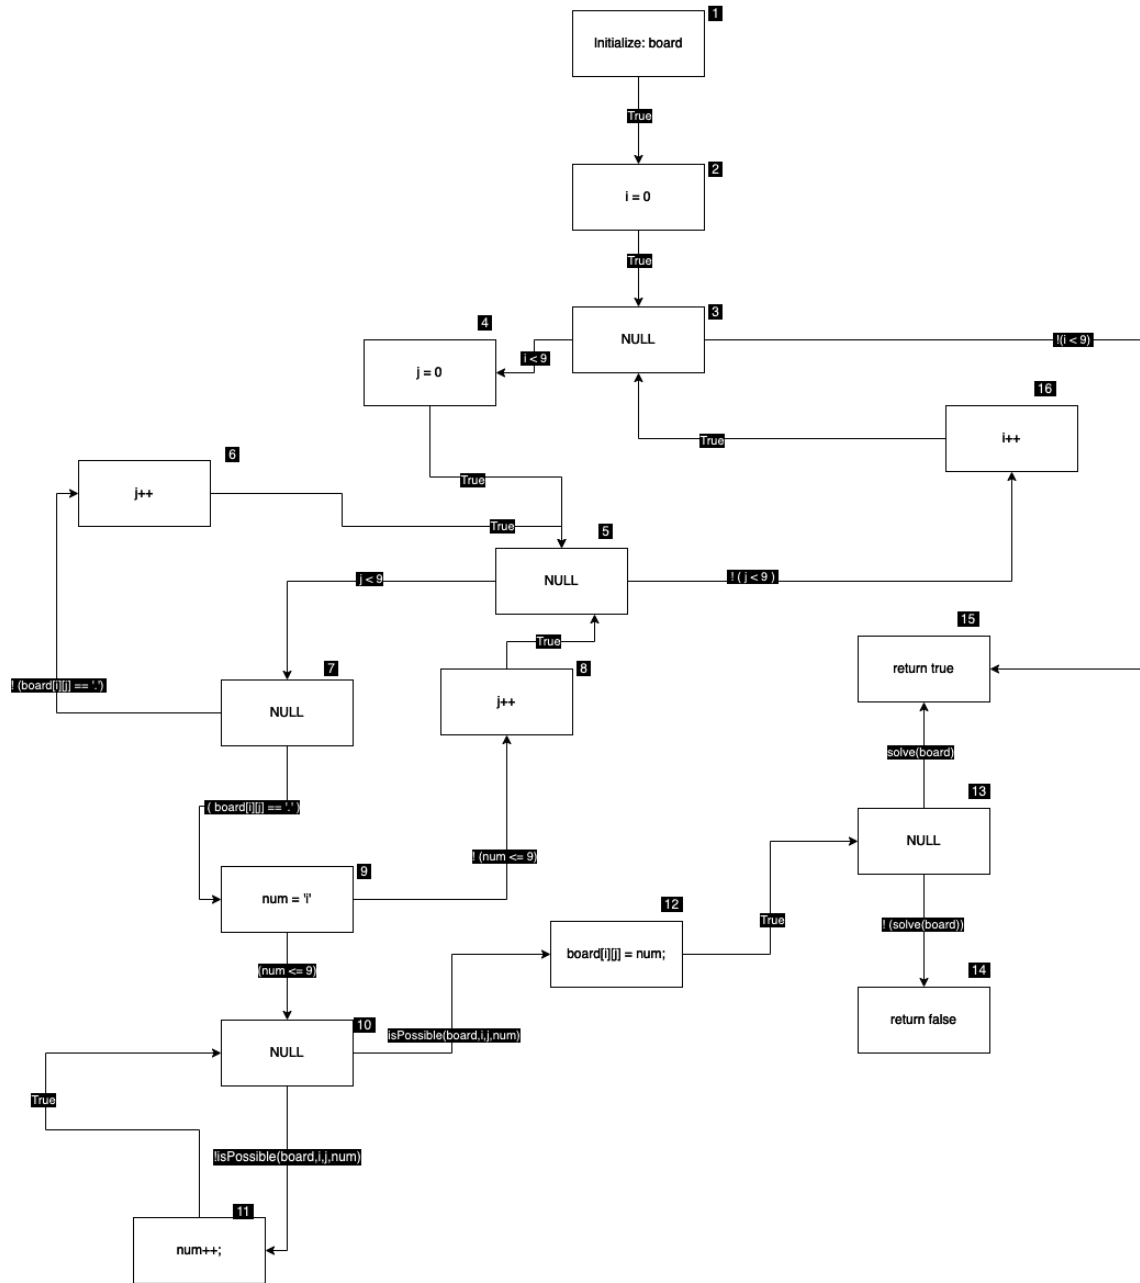 1
Initialize: board
True
2
i = 0
True
3
NULL
!(i < 9)
4
i < 9
j = 0
16
i++
True
6
j++
True
True
5
NULL
j < 9
! ( j < 9 )
True
15
return true
7
8
! (board[i][j] == '.')
NULL
j++
solve(board)
13
NULL
( board[i][j] == '.' )
! (num <= 9)
9
num = 'i'
12
True
! (solve(board))
board[i][j] = num;
(num <= 9)
14
return false
10
isPossible(board,i,j,num)
NULL
True
!isPossible(board,i,j,num)
11
num++;